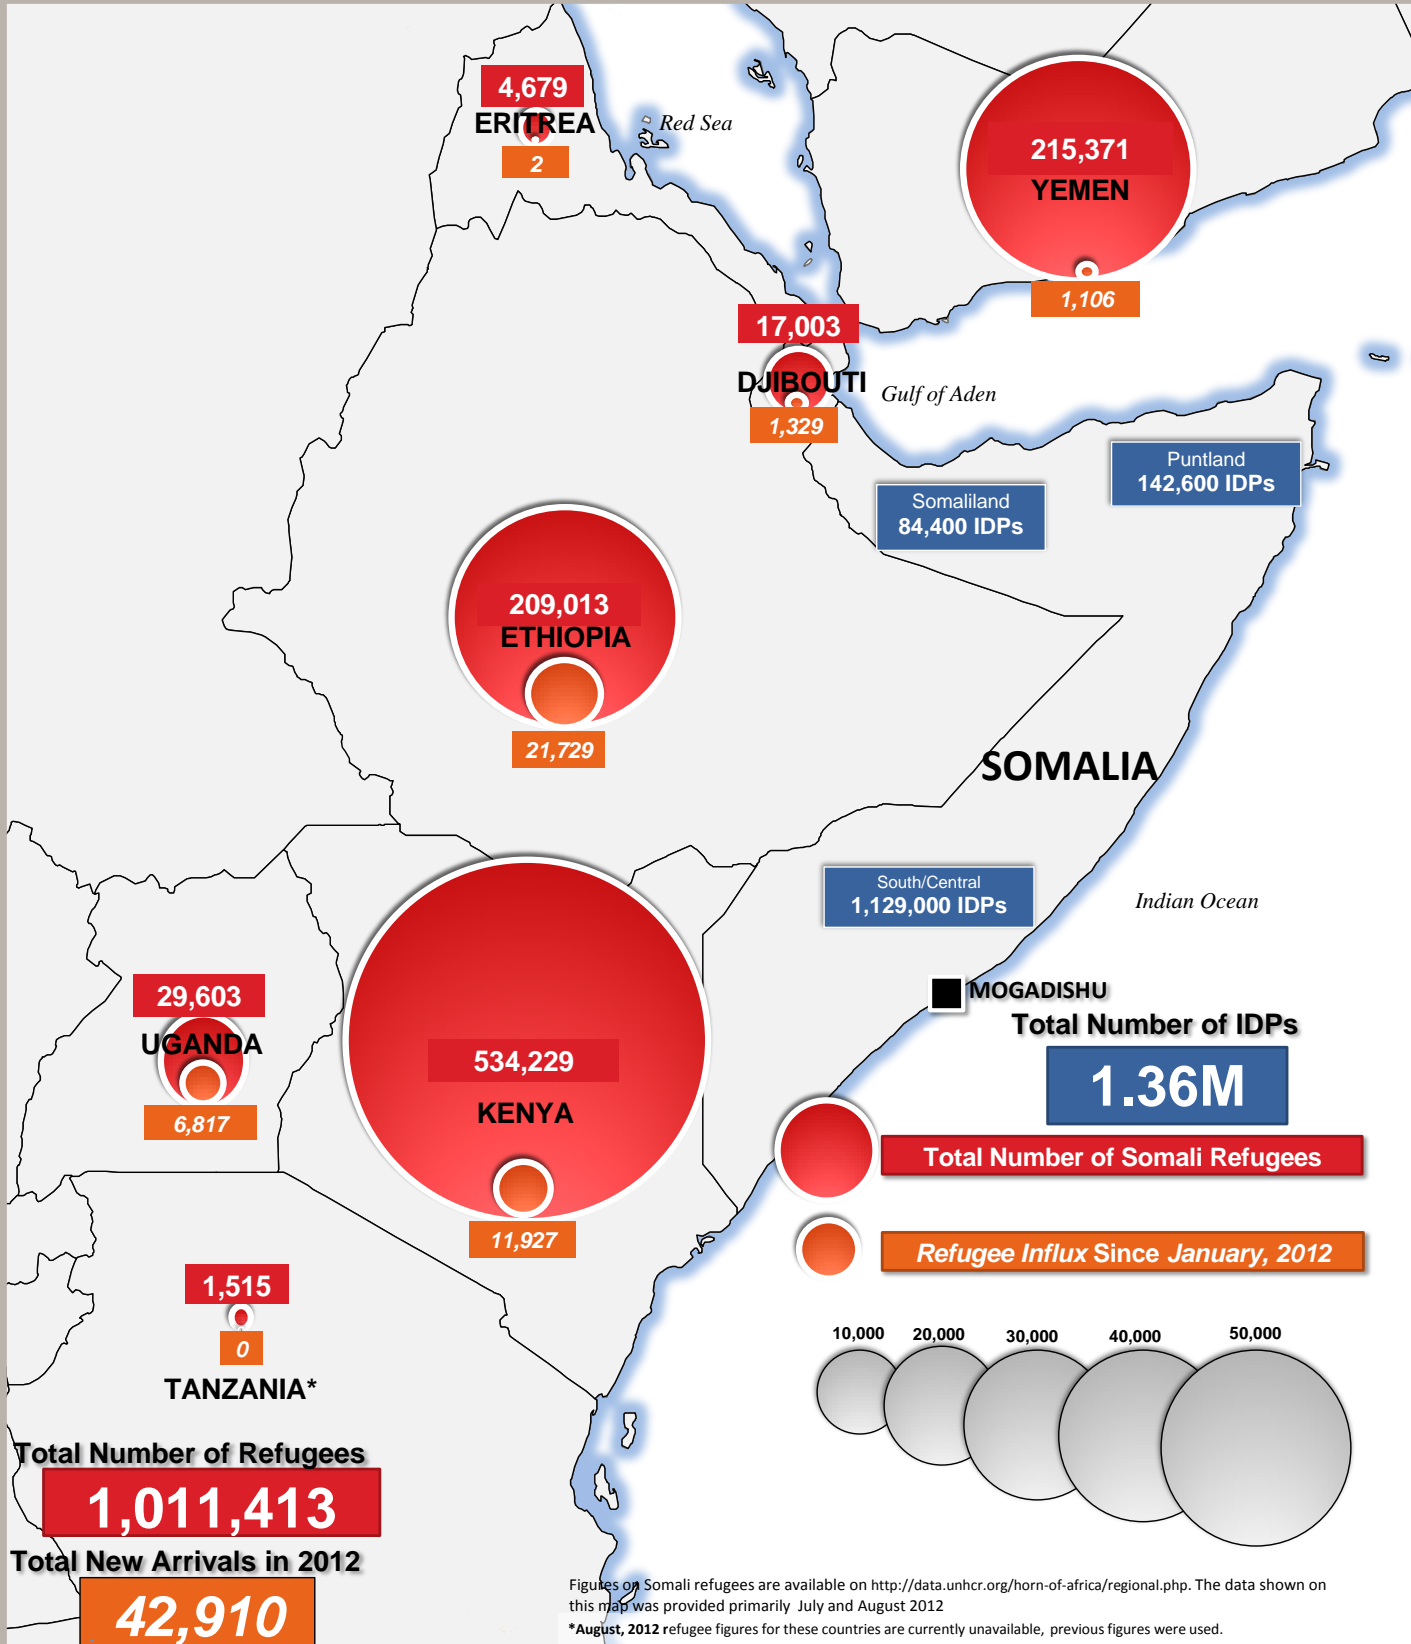 4,679
ERITREA
2
Red Sea
215,371
YEMEN
1,106
17,003
DJIBOUTI
1,329
Gulf of Aden
Puntland
142,600 IDPs
Somaliland
84,400 IDPs
209,013
ETHIOPIA
21,729
SOMALIA
South/Central
1,129,000 IDPs
Indian Ocean
MOGADISHU
29,603
UGANDA
6,817
534,229
KENYA
11,927
Total Number of IDPs
1.36M
Total Number of Somali Refugees
Refugee Influx Since January, 2012
1,515
0
TANZANIA*
10,000 20,000 30,000 40,000 50,000
Total Number of Refugees
1,011,413
Total New Arrivals in 2012
42,910
Figures on Somali refugees are available on http://data.unhcr.org/horn-of-africa/regional.php. The data shown on
this map was provided primarily July and August 2012
*August, 2012 refugee figures for these countries are currently unavailable, previous figures were used.